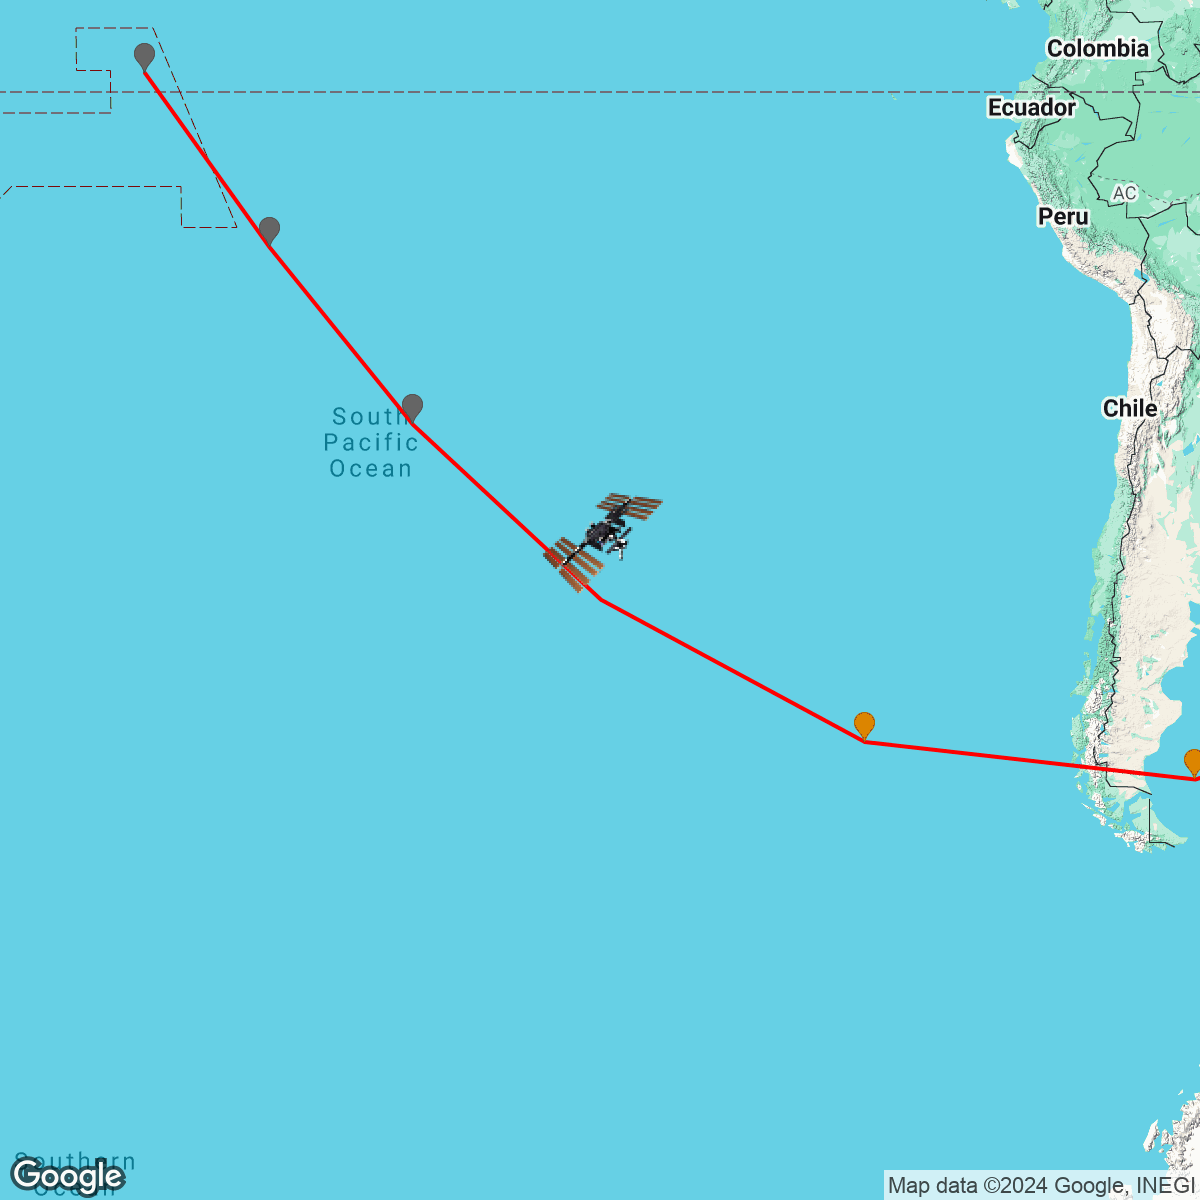 Colombia
Ecuador
AC
Peru
Chile
South
Pacific
Ocean
Southern
Ocean
Google
Map data ©2024 Google, INEGI